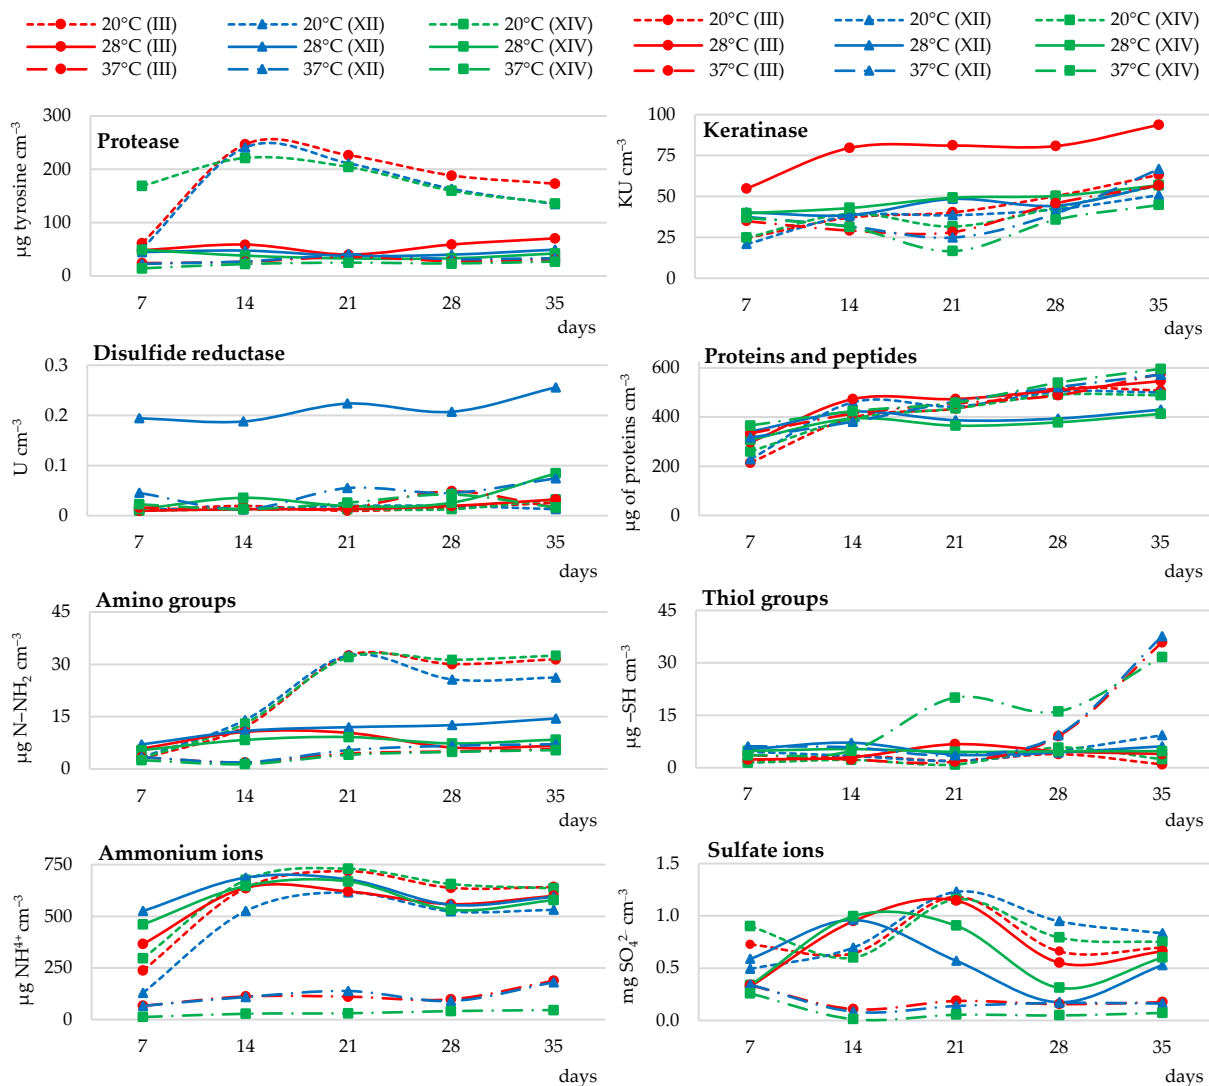 20°C (III) 20°C (XII) 20°C (XIV) 20°C (III) 20°C (XII) 20°C (XIV)
28°C (III) 28°C (XII) 28°C (XIV) 28°C (III) 28°C (XII) 28°C (XIV)
37°C (III) 37°C (XII) 37°C (XIV) 37°C (III) 37°C (XII) 37°C (XIV)
Protease
µg tyrosine cm⁻³
300
200
100
0
7 14 21 28 35
days
Keratinase
KU cm⁻³
100
75
50
25
0
7 14 21 28 35
days
Disulfide reductase
U cm⁻³
0.3
0.2
0.1
0
7 14 21 28 35
days
Proteins and peptides
µg of proteins cm⁻³
600
400
200
0
7 14 21 28 35
days
Amino groups
µg N–NH₂ cm⁻³
45
30
15
0
7 14 21 28 35
days
Thiol groups
µg –SH cm⁻³
45
30
15
0
7 14 21 28 35
days
Ammonium ions
µg NH⁴⁺ cm⁻³
750
500
250
0
7 14 21 28 35
days
Sulfate ions
mg SO₄²⁻ cm⁻³
1.5
1.0
0.5
0.0
7 14 21 28 35
days